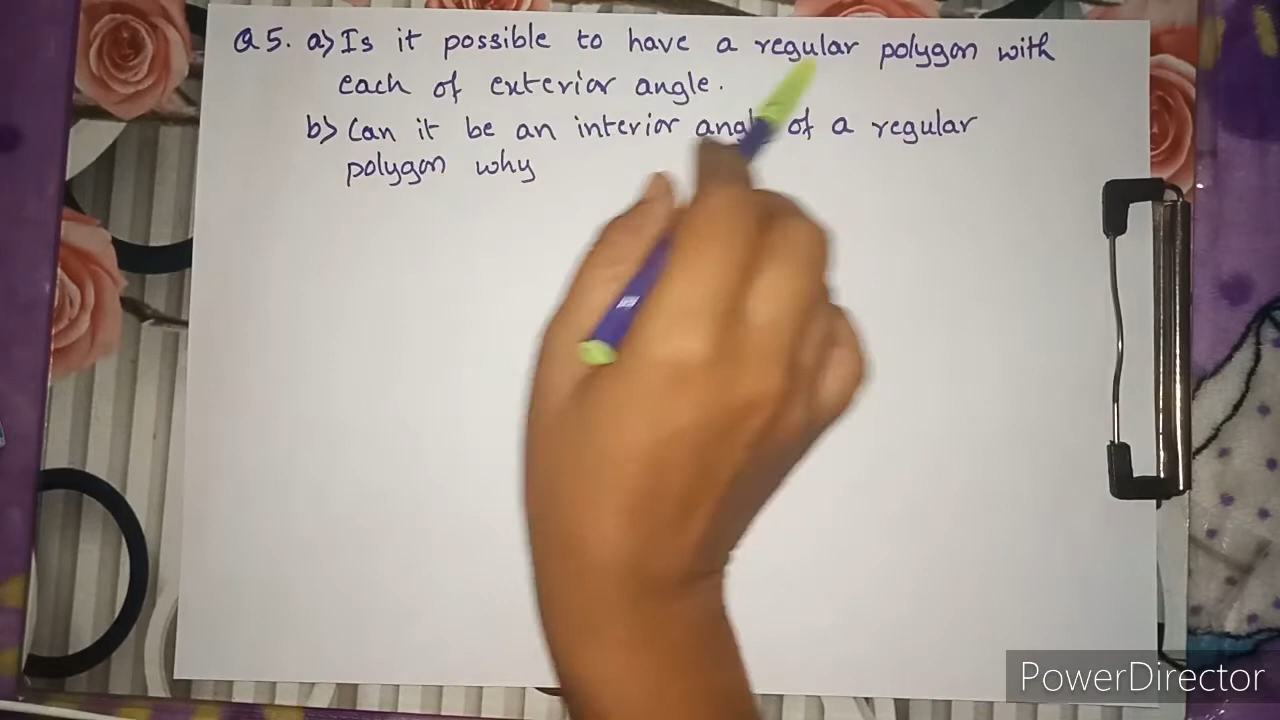 Q5. a) Is it possible to have a regular polygon with
each of exterior angle.
b) Can it be an interior angle of a regular
polygon why
PowerDirector